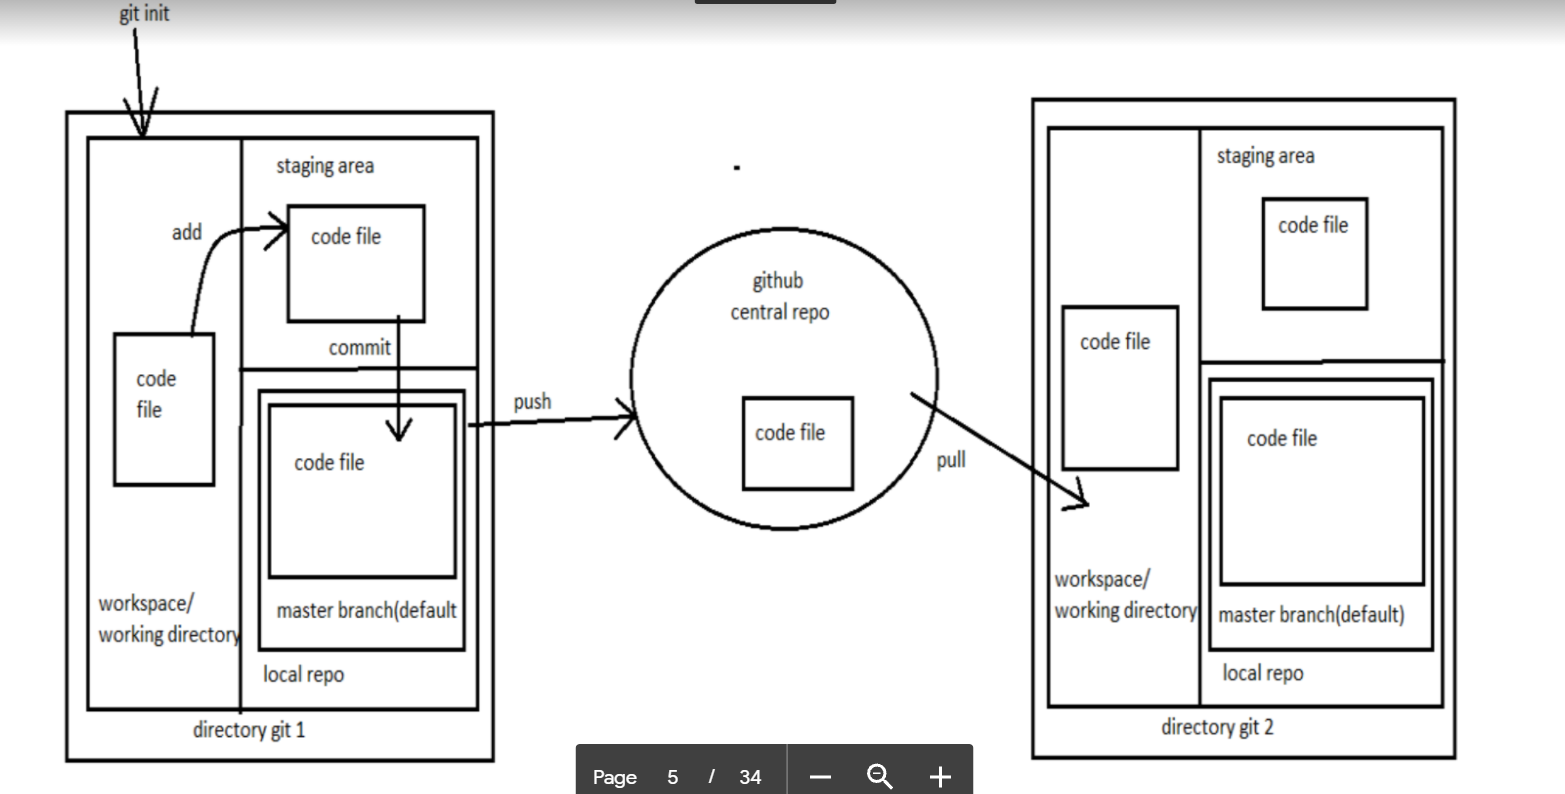 git init
staging area
add
code file
commit
code
file
push
code file
workspace/
working directory
master branch(default
local repo
directory git 1
github
central repo
code file
pull
staging area
code file
code file
code file
workspace/
working directory
master branch(default)
local repo
directory git 2
Page 5 / 34